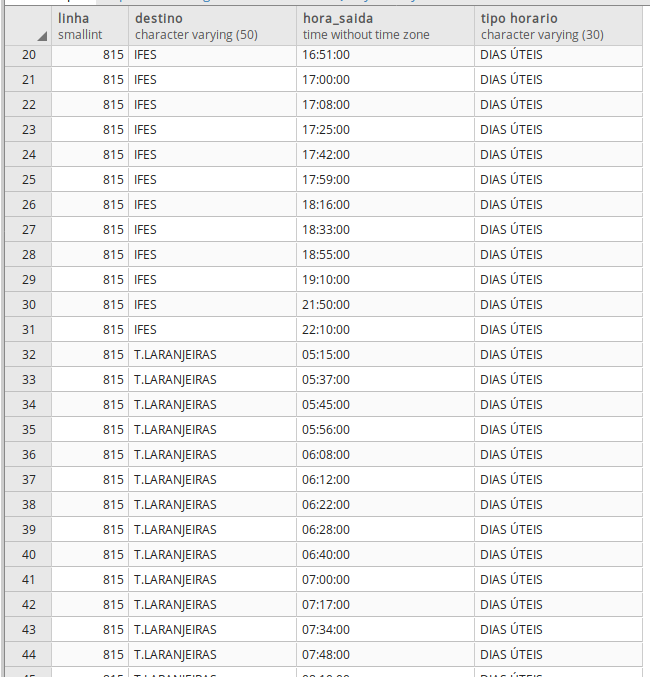 linha destino hora_saida tipo horario
smallint character varying (50) time without time zone character varying (30)
20 815 IFES 16:51:00 DIAS ÚTEIS
21 815 IFES 17:00:00 DIAS ÚTEIS
22 815 IFES 17:08:00 DIAS ÚTEIS
23 815 IFES 17:25:00 DIAS ÚTEIS
24 815 IFES 17:42:00 DIAS ÚTEIS
25 815 IFES 17:59:00 DIAS ÚTEIS
26 815 IFES 18:16:00 DIAS ÚTEIS
27 815 IFES 18:33:00 DIAS ÚTEIS
28 815 IFES 18:55:00 DIAS ÚTEIS
29 815 IFES 19:10:00 DIAS ÚTEIS
30 815 IFES 21:50:00 DIAS ÚTEIS
31 815 IFES 22:10:00 DIAS ÚTEIS
32 815 T.LARANJEIRAS 05:15:00 DIAS ÚTEIS
33 815 T.LARANJEIRAS 05:37:00 DIAS ÚTEIS
34 815 T.LARANJEIRAS 05:45:00 DIAS ÚTEIS
35 815 T.LARANJEIRAS 05:56:00 DIAS ÚTEIS
36 815 T.LARANJEIRAS 06:08:00 DIAS ÚTEIS
37 815 T.LARANJEIRAS 06:12:00 DIAS ÚTEIS
38 815 T.LARANJEIRAS 06:22:00 DIAS ÚTEIS
39 815 T.LARANJEIRAS 06:28:00 DIAS ÚTEIS
40 815 T.LARANJEIRAS 06:40:00 DIAS ÚTEIS
41 815 T.LARANJEIRAS 07:00:00 DIAS ÚTEIS
42 815 T.LARANJEIRAS 07:17:00 DIAS ÚTEIS
43 815 T.LARANJEIRAS 07:34:00 DIAS ÚTEIS
44 815 T.LARANJEIRAS 07:48:00 DIAS ÚTEIS